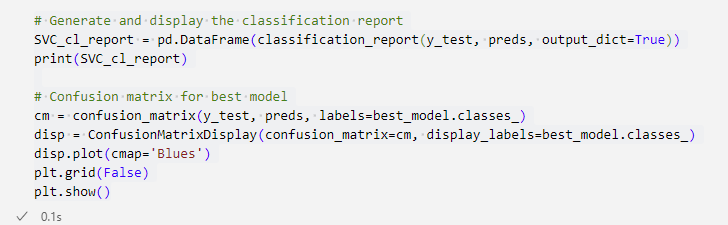 # Generate and display the classification report
SVC_cl_report = pd.DataFrame(classification_report(y_test, preds, output_dict=True))
print(SVC_cl_report)
# Confusion matrix for best model
cm = confusion_matrix(y_test, preds, labels=best_model.classes_)
disp = ConfusionMatrixDisplay(confusion_matrix=cm, display_labels=best_model.classes_)
disp.plot(cmap='Blues')
plt.grid(False)
plt.show()
✓ 0.1s